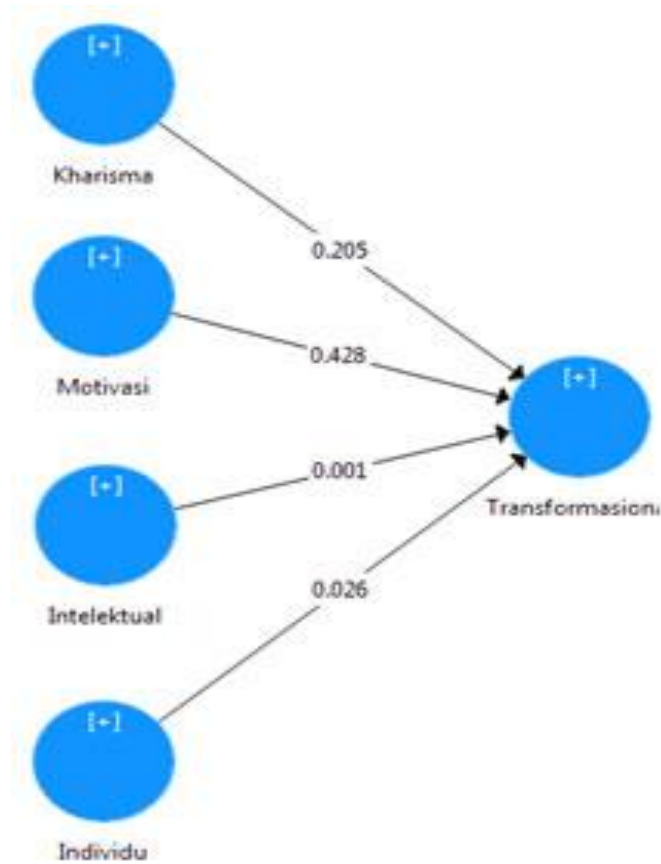 [+]
Kharisma
0.205
[+]
Motivasi
0.428
[+]
[+]
Transformasiona
0.001
Intelektual
0.026
[+]
Individu